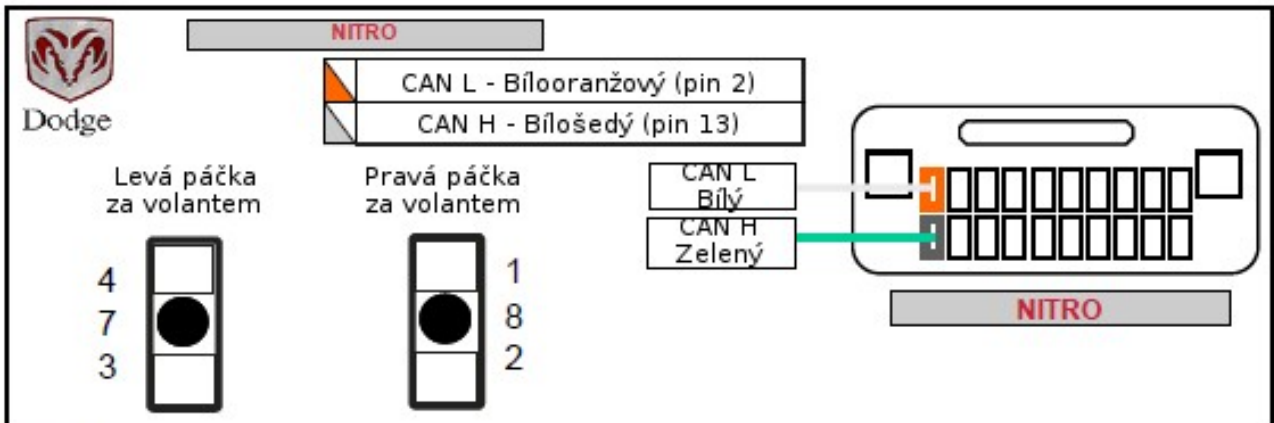 NITRO
CAN L - Bílooranžový (pin 2)
CAN H - Bílošedý (pin 13)
Dodge
Levá páčka
za volantem
Pravá páčka
za volantem
CAN L
Bílý
CAN H
Zelený
4
7
3
1
8
2
NITRO